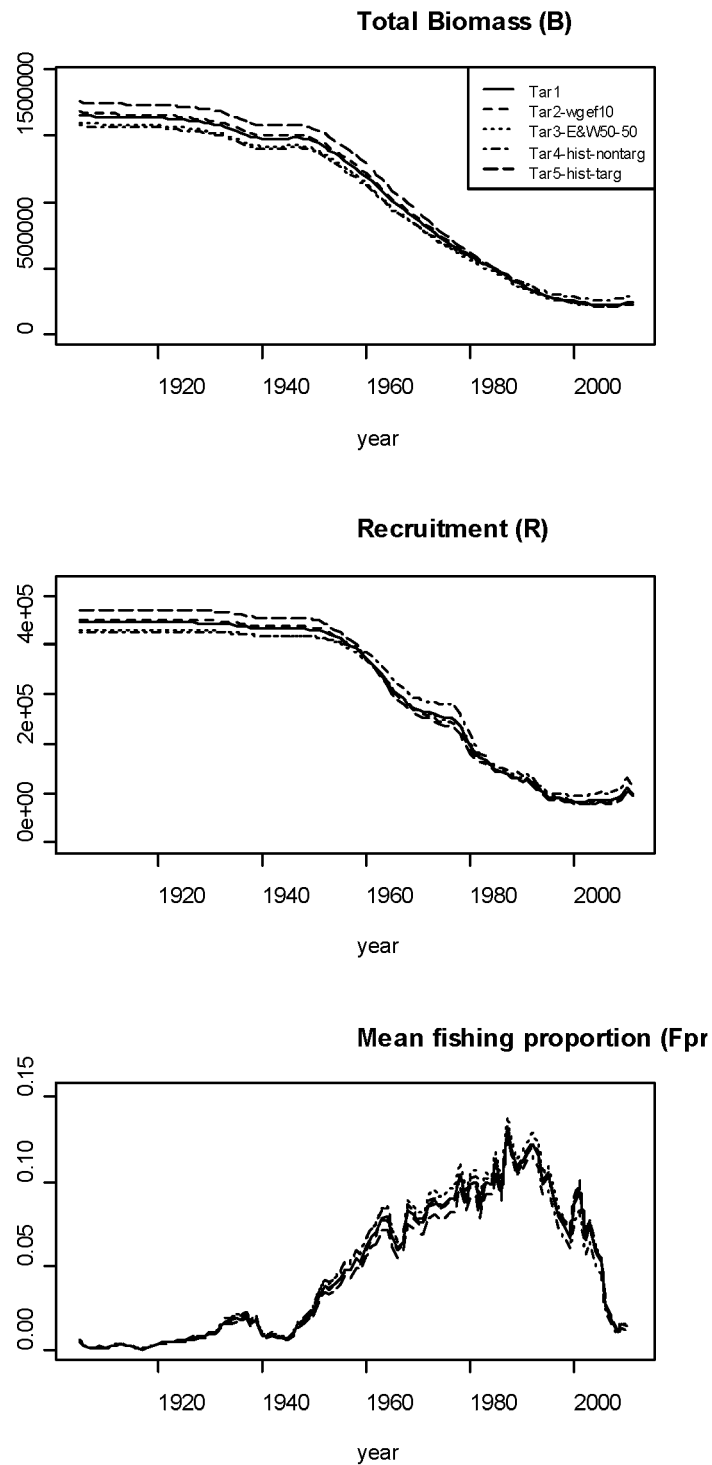 Total Biomass (B)
1500000
500000
0
Tar1
Tar2-wgef10
Tar3-E&W50-50
Tar4-hist-nontarg
Tar5-hist-targ
1920 1940 1960 1980 2000
year
Recruitment (R)
4e+05
2e+05
0e+00
1920 1940 1960 1980 2000
year
Mean fishing proportion (Fpr
0.15
0.10
0.05
0.00
1920 1940 1960 1980 2000
year